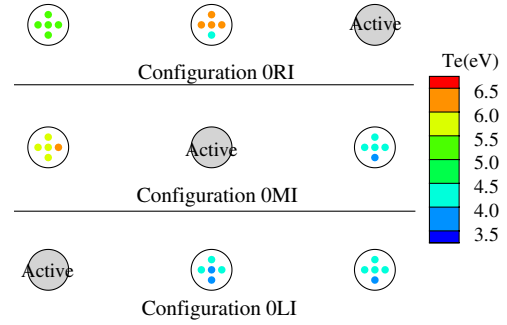 Active
Configuration 0RI
Te(eV)
6.5
6.0
5.5
5.0
4.5
4.0
3.5
Active
Configuration 0MI
Active
Configuration 0LI